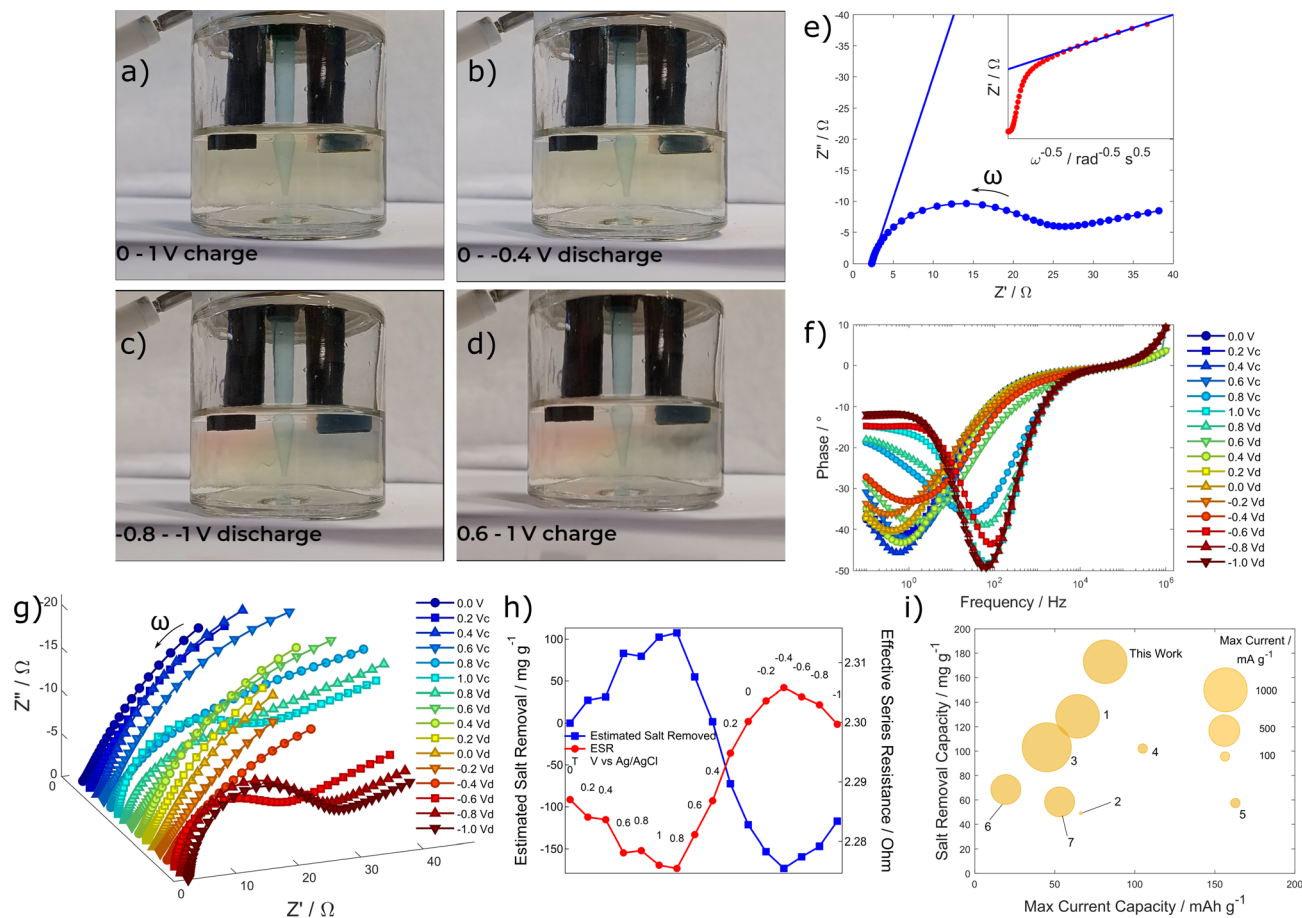 a)
0 - 1 V charge
b)
0 - -0.4 V discharge
c)
-0.8 - -1 V discharge
d)
0.6 - 1 V charge
e)
-40
-35
-30
-25
-20
-15
-10
-5
0
Z'' / Ω
0
5
10
15
20
25
30
35
40
Z' / Ω
ω
Z' / Ω
ω^-0.5 / rad^-0.5 s^0.5
f)
10
0
-10
-20
-30
-40
-50
Phase / °
10^0
10^2
10^4
10^6
Frequency / Hz
0.0 V
0.2 Vc
0.4 Vc
0.6 Vc
0.8 Vc
1.0 Vc
0.8 Vd
0.6 Vd
0.4 Vd
0.2 Vd
0.0 Vd
-0.2 Vd
-0.4 Vd
-0.6 Vd
-0.8 Vd
-1.0 Vd
g)
-20
-15
-10
-5
0
Z'' / Ω
ω
0
0
10
20
30
40
Z' / Ω
0.0 V
0.2 Vc
0.4 Vc
0.6 Vc
0.8 Vc
1.0 Vc
0.8 Vd
0.6 Vd
0.4 Vd
0.2 Vd
0.0 Vd
-0.2 Vd
-0.4 Vd
-0.6 Vd
-0.8 Vd
-1.0 Vd
h)
100
50
0
-50
-100
-150
Estimated Salt Removal / mg g^-1
Estimated Salt Removed
ESR
T V vs Ag/AgCl
0
0.2
0.4
0.6
0.8
1
0.8
0.6
0.4
0.2
0
-0.2
-0.4
-0.6
-0.8
-1
2.31
2.30
2.29
2.28
Effective Series Resistance / Ohm
i)
200
180
160
140
120
100
80
60
40
20
0
Salt Removal Capacity / mg g^-1
0
50
100
150
200
Max Current Capacity / mAh g^-1
This Work
1
3
4
2
5
6
7
Max Current /
mA g^-1
1000
500
100